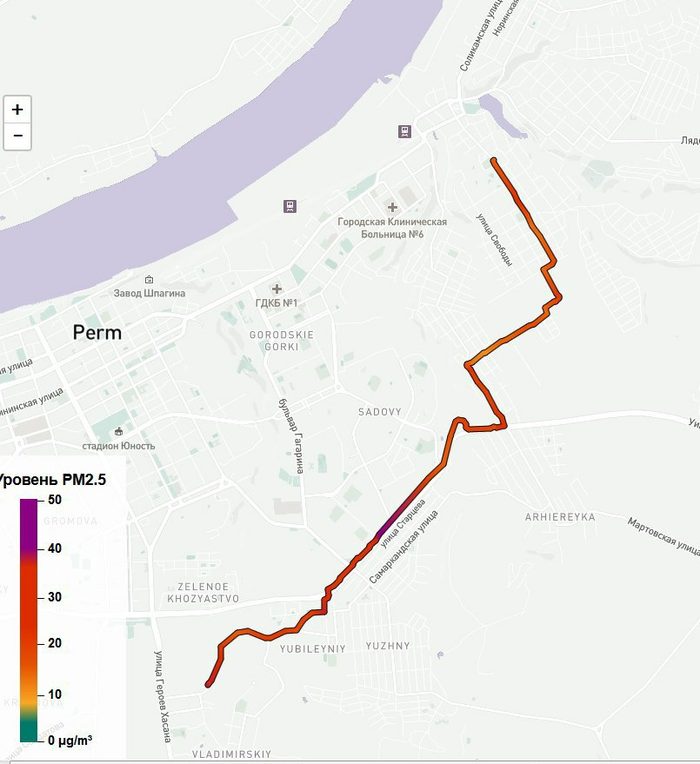 Соликамская улица
Норинская
+
−
Городская Клиническая
Больница №6
улица Свободы
Завод Шпагина
ГДКБ №1
Perm
GORODSKIE
GORKI
улица
бульвар Гагарина
SADOVY
стадион Юность
Уровень PM2.5
50
40
30
20
10
0 µg/m³
GROMOVA
улица Старцева
Самаркандская улица
ARHIEREYKA
Мартовская улица
ZELENOE
KHOZYASTVO
YUBILEYNIY
YUZHNY
улица Героев Хасана
VLADIMIRSKIY